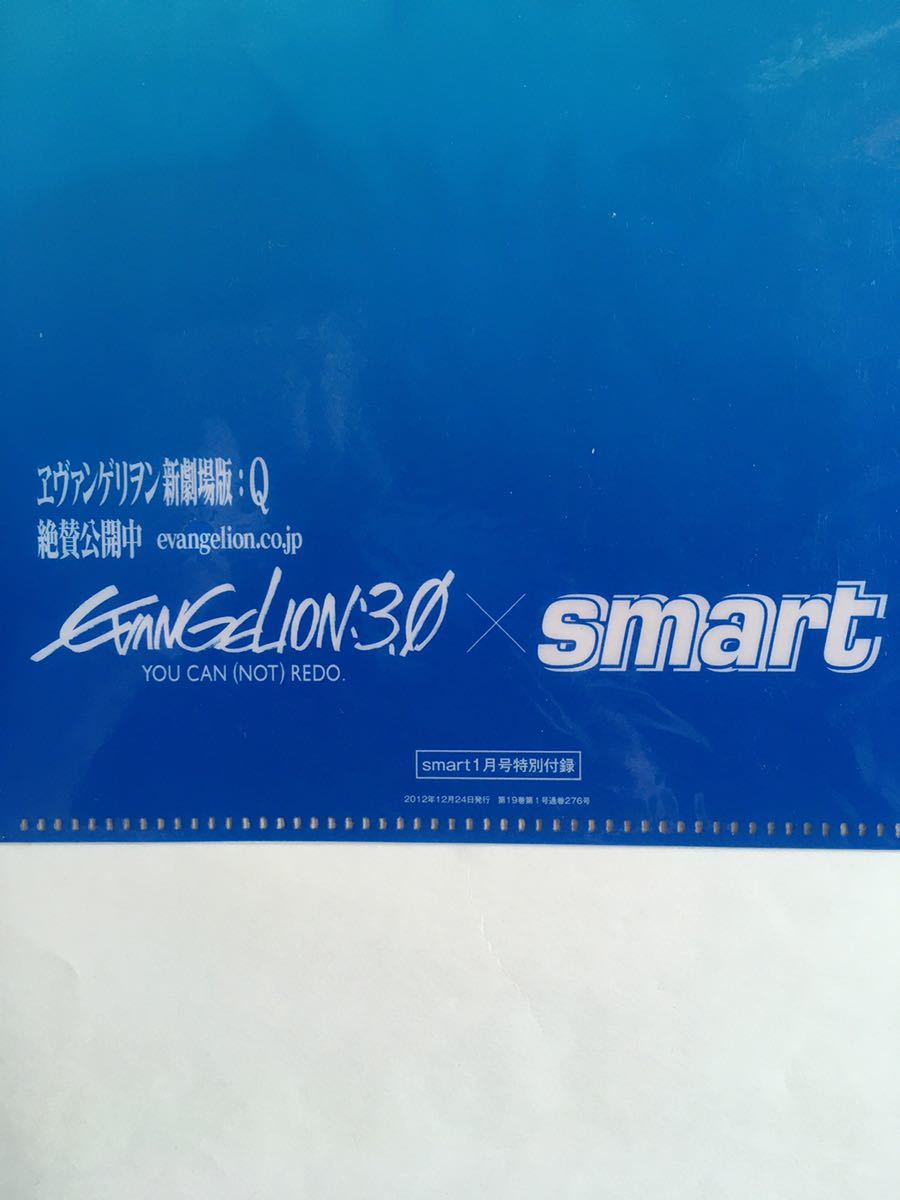 ヱヴァンゲリヲン新劇場版：Q
絶賛公開中 evangelion.co.jp
EVANGELION:3.0 × smart
YOU CAN (NOT) REDO.
smart1月号特別付録
2012年12月24日発行 第19巻第1号通巻276号